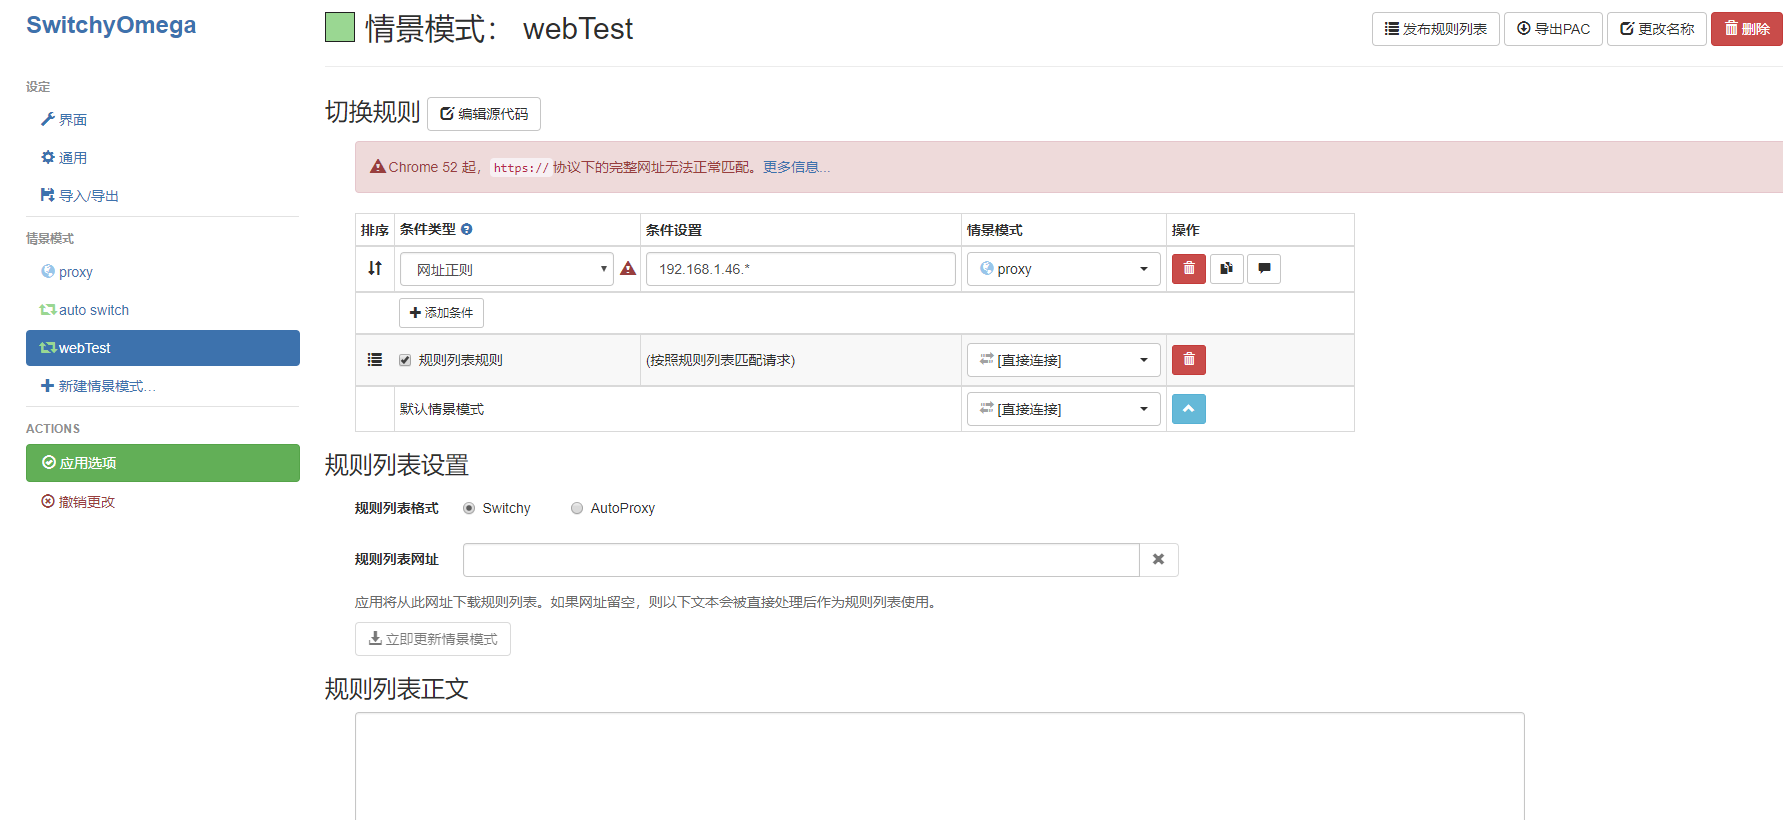 SwitchyOmega
设定
界面
通用
导入/导出
情景模式
proxy
auto switch
webTest
新建情景模式...
ACTIONS
应用选项
撤销更改
情景模式： webTest
发布规则列表
导出PAC
更改名称
删除
切换规则
编辑源代码
Chrome 52 起，https://协议下的完整网址无法正常匹配。更多信息...
排序 条件类型 条件设置 情景模式 操作
网址正则 192.168.1.46.* proxy
添加条件
规则列表规则 (按照规则列表匹配请求) [直接连接]
默认情景模式 [直接连接]
规则列表设置
规则列表格式 Switchy AutoProxy
规则列表网址
应用将从此网址下载规则列表。如果网址留空，则以下文本会被直接处理后作为规则列表使用。
立即更新情景模式
规则列表正文